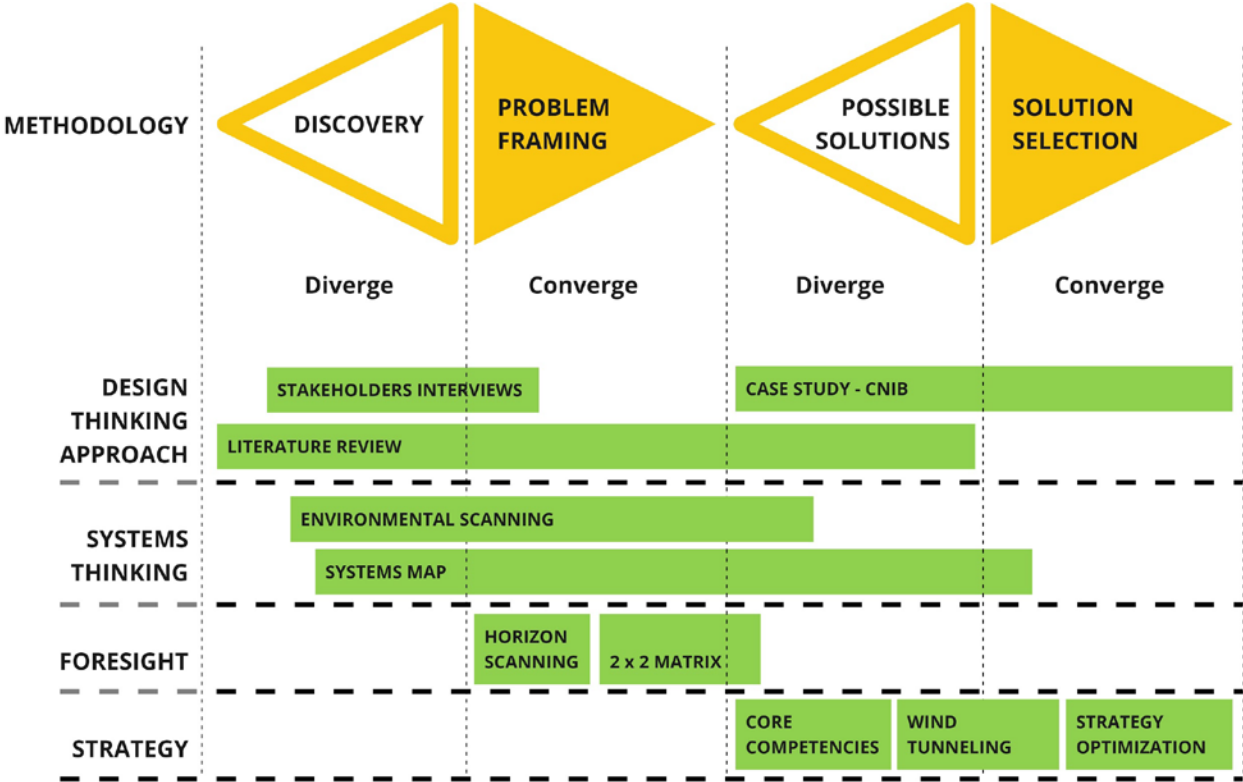 METHODOLOGY
DISCOVERY
PROBLEM
FRAMING
POSSIBLE
SOLUTIONS
SOLUTION
SELECTION
Diverge
Converge
Diverge
Converge
DESIGN
THINKING
APPROACH
STAKEHOLDERS INTERVIEWS
CASE STUDY - CNIB
LITERATURE REVIEW
SYSTEMS
THINKING
ENVIRONMENTAL SCANNING
SYSTEMS MAP
FORESIGHT
HORIZON
SCANNING
2 x 2 MATRIX
STRATEGY
CORE
COMPETENCIES
WIND
TUNNELING
STRATEGY
OPTIMIZATION